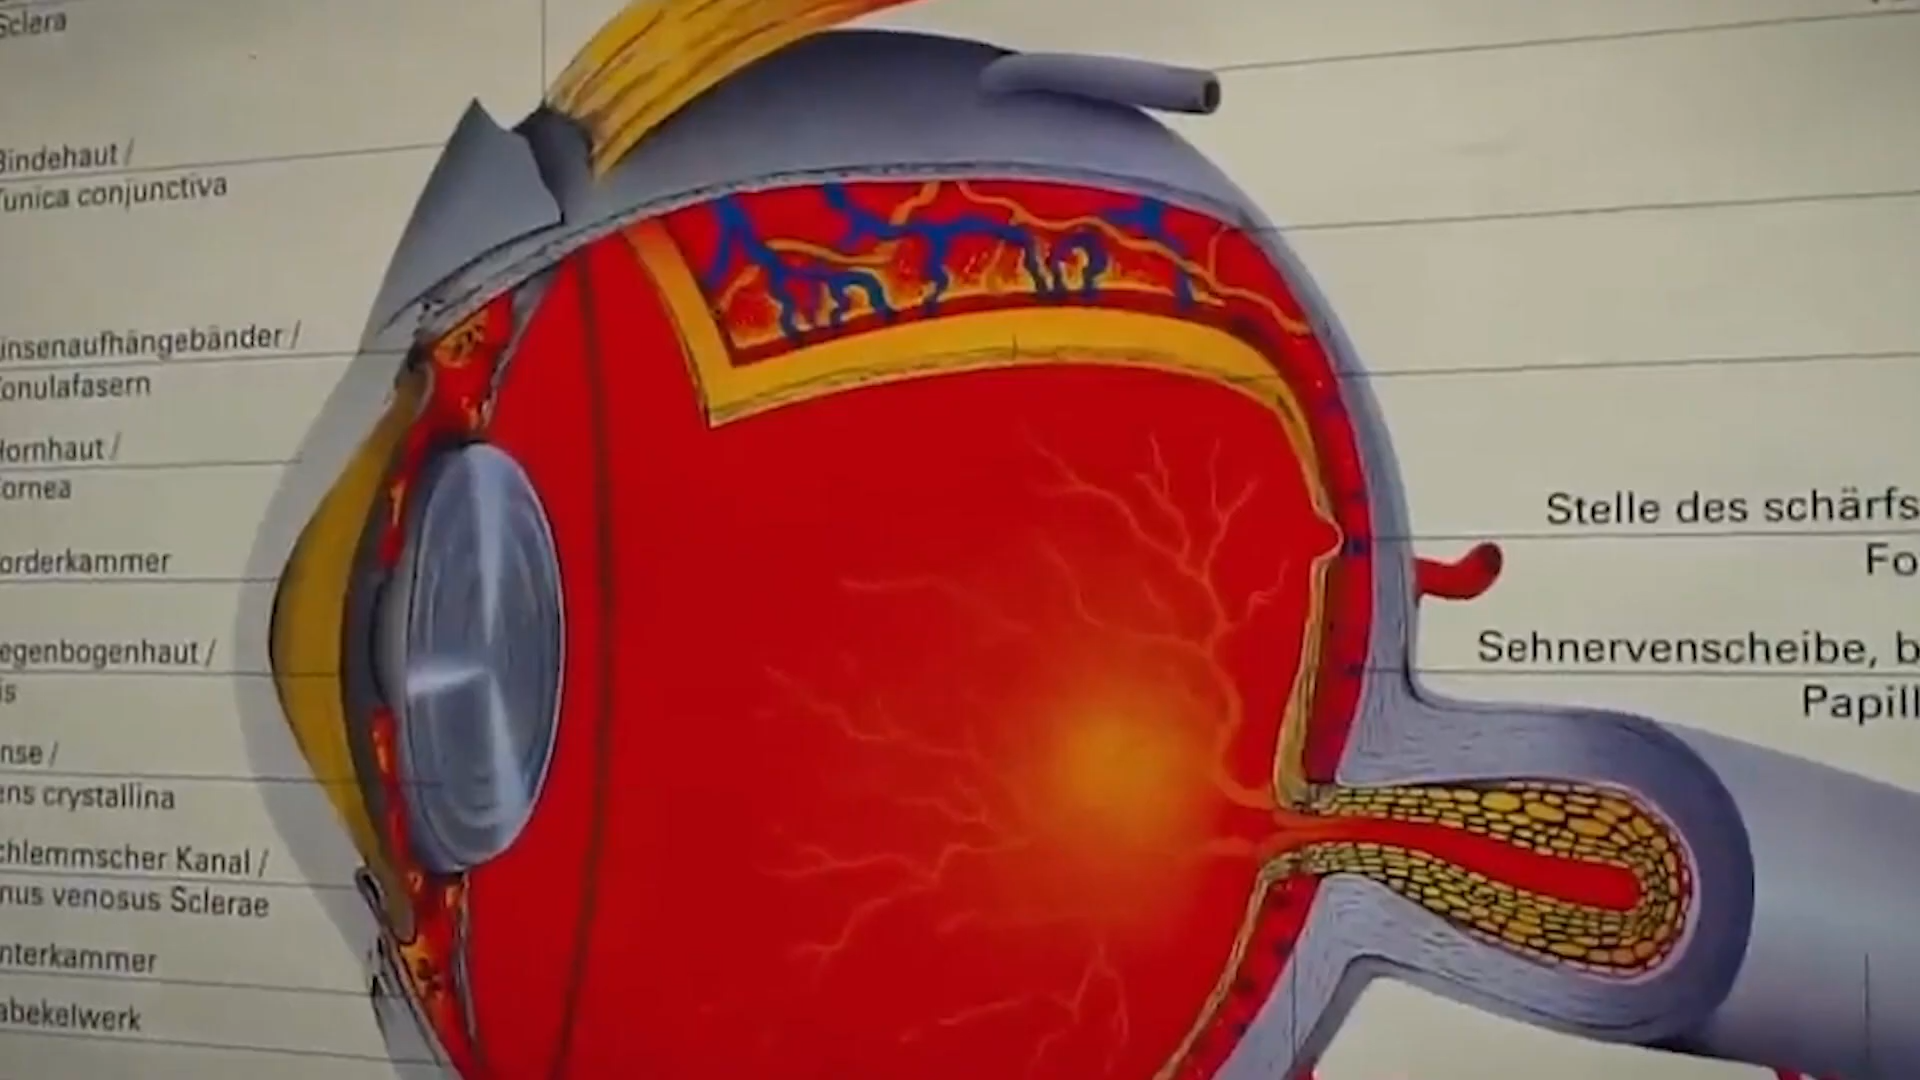 Sclera
Bindehaut /
Tunica conjunctiva
insenaufhängebänder /
onulafasern
Hornhaut /
Cornea
orderkammer
egenbogenhaut /
is
nse /
ens crystallina
chlemmscher Kanal /
nus venosus Sclerae
nterkammer
abekelwerk
Stelle des schärfs
Fo
Sehnervenscheibe, b
Papill